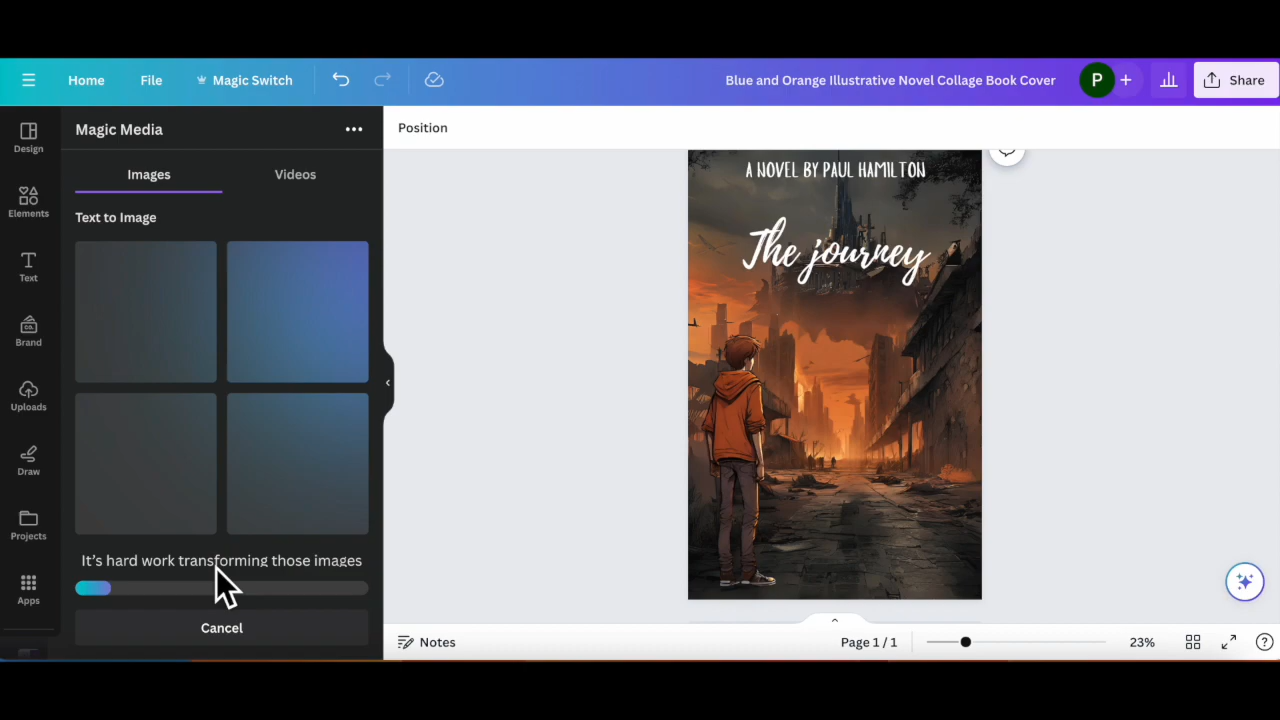 Home File Magic Switch Blue and Orange Illustrative Novel Collage Book Cover P + Share
Design
Elements
Text
Brand
CO.
Uploads
Draw
Projects
Apps
Magic Media
Images Videos
Text to Image
It's hard work transforming those images
Cancel
Position
A NOVEL BY PAUL HAMILTON
The journey
Notes Page 1 / 1 23%